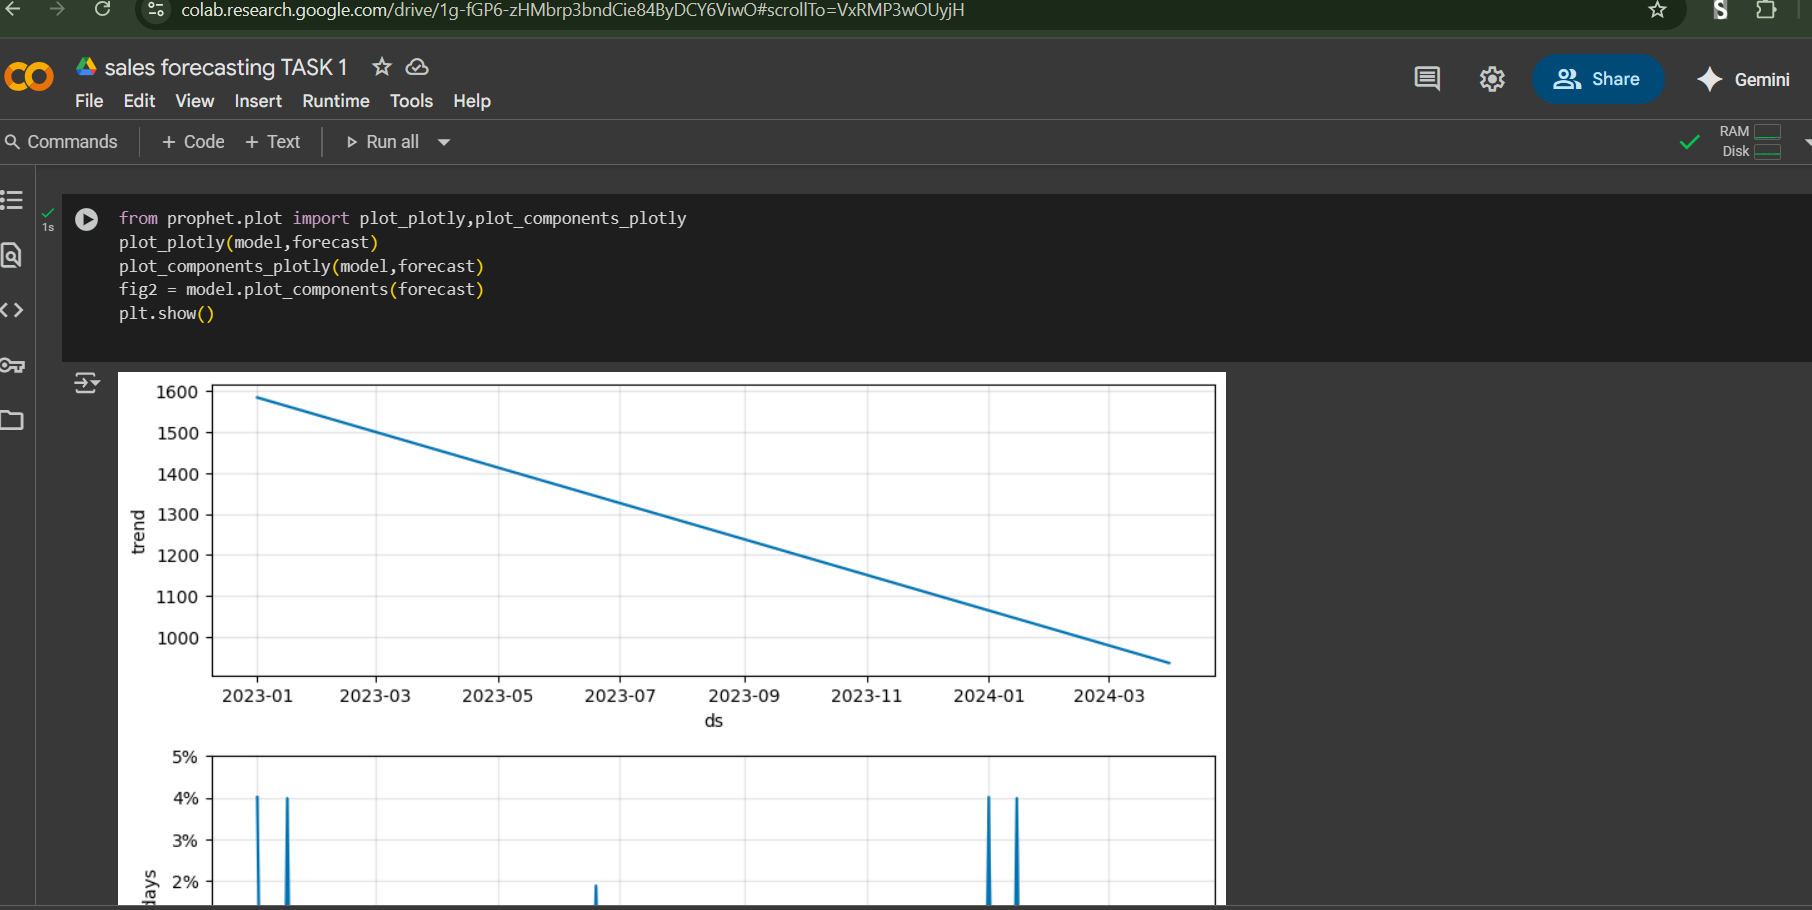 colab.research.google.com/drive/1g-fGP6-zHMbrp3bndCie84ByDCY6ViwO#scrollTo=VxRMP3wOUyjH
S
CO
sales forecasting TASK 1
File Edit View Insert Runtime Tools Help
Share
Gemini
Commands + Code + Text Run all
RAM
Disk
1s
from prophet.plot import plot_plotly,plot_components_plotly
plot_plotly(model,forecast)
plot_components_plotly(model,forecast)
fig2 = model.plot_components(forecast)
plt.show()
1600
1500
1400
1300
1200
1100
1000
trend
2023-01 2023-03 2023-05 2023-07 2023-09 2023-11 2024-01 2024-03
ds
5%
4%
3%
2%
days